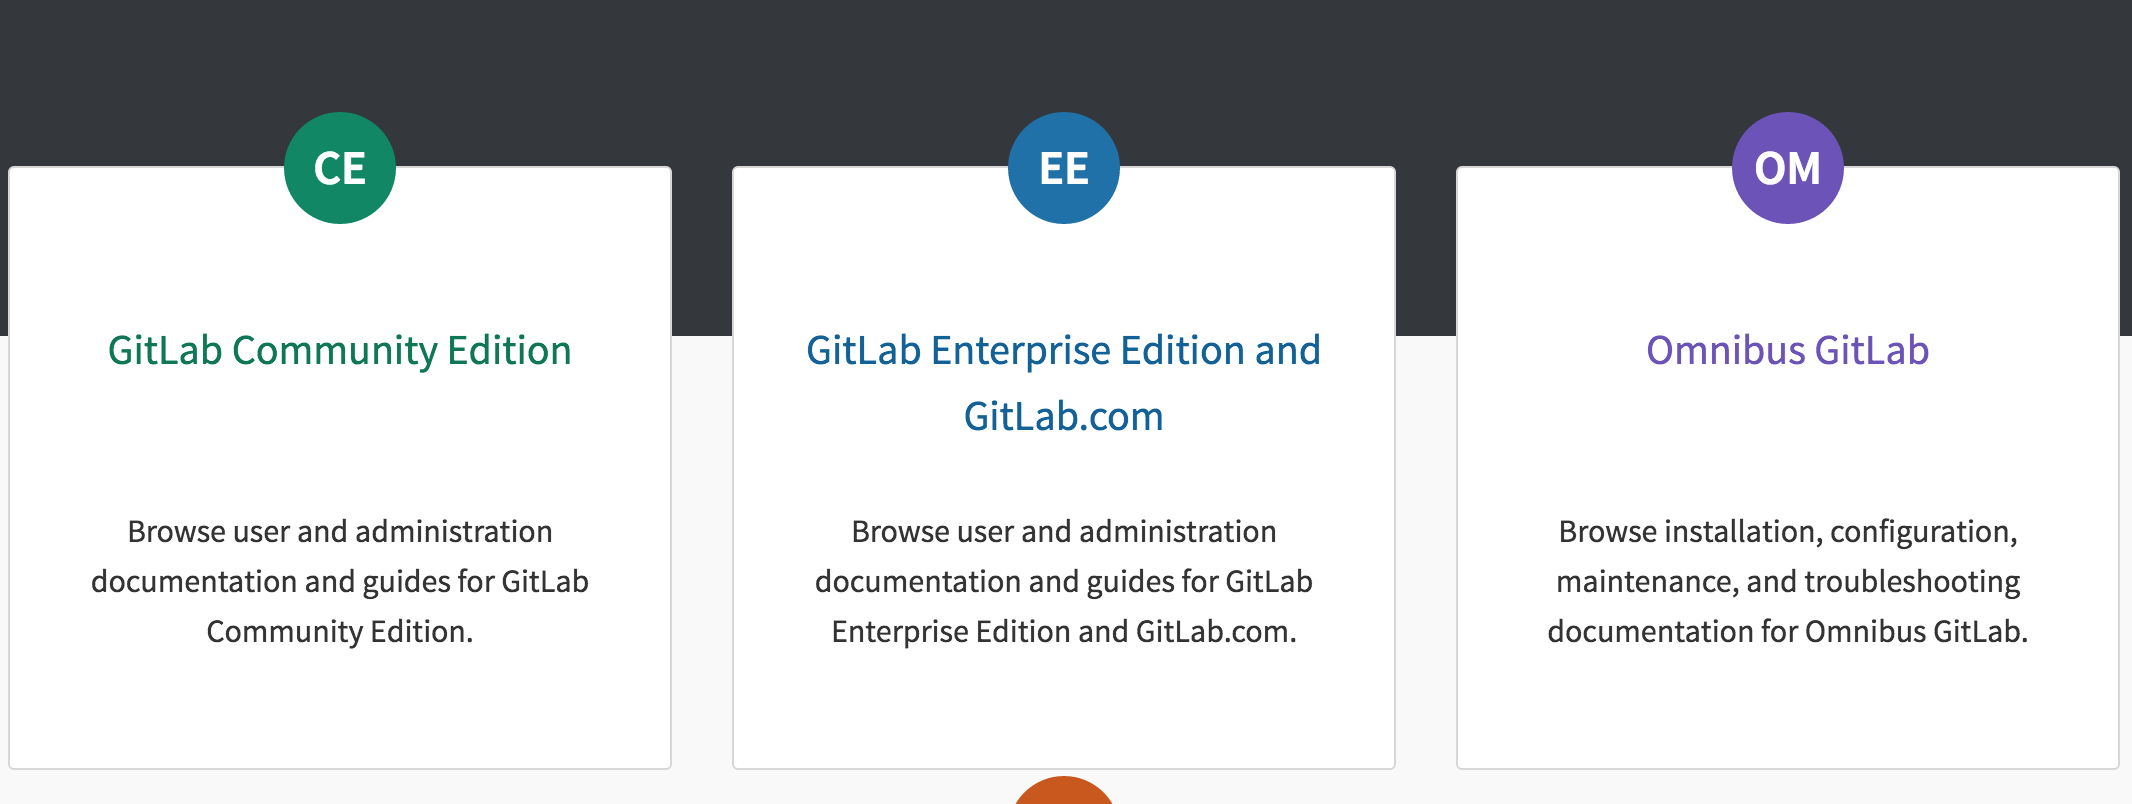 CE
GitLab Community Edition
Browse user and administration
documentation and guides for GitLab
Community Edition.
EE
GitLab Enterprise Edition and
GitLab.com
Browse user and administration
documentation and guides for GitLab
Enterprise Edition and GitLab.com.
OM
Omnibus GitLab
Browse installation, configuration,
maintenance, and troubleshooting
documentation for Omnibus GitLab.